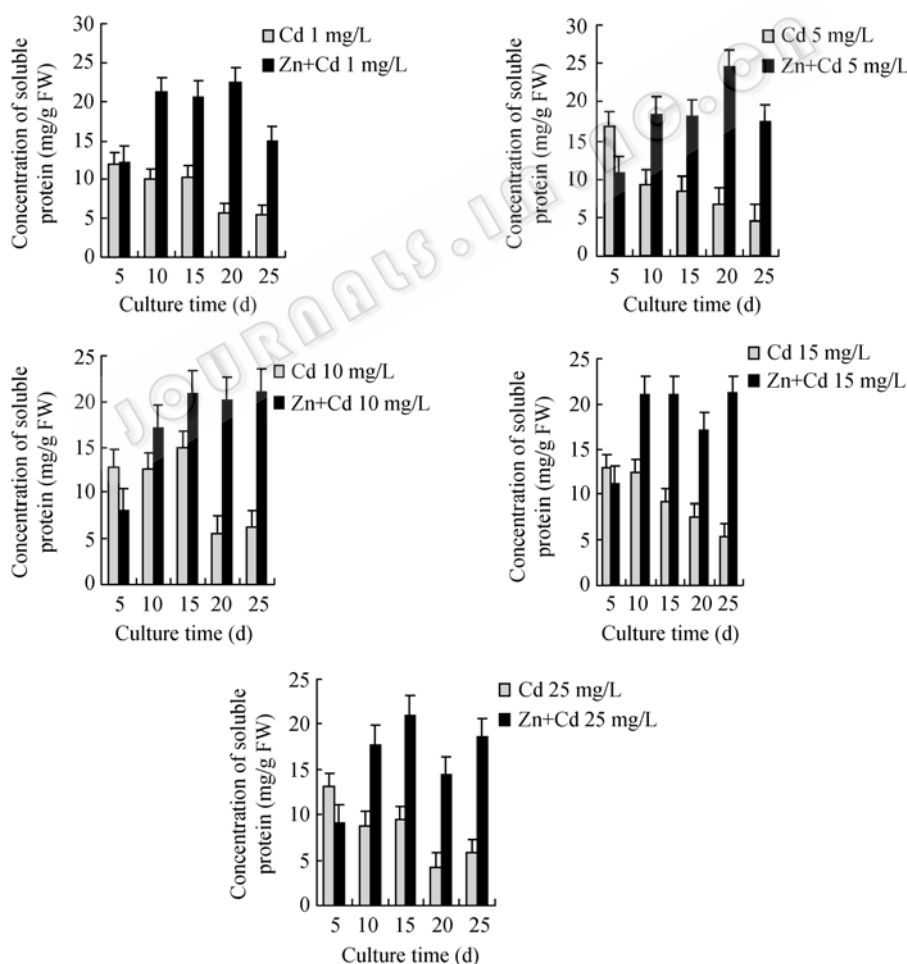 Concentration of soluble
protein (mg/g FW)
30
25
20
15
10
5
0
Cd 1 mg/L
Zn+Cd 1 mg/L
5 10 15 20 25
Culture time (d)
Concentration of soluble
protein (mg/g FW)
30
25
20
15
10
5
0
Cd 5 mg/L
Zn+Cd 5 mg/L
5 10 15 20 25
Culture time (d)
Concentration of soluble
protein (mg/g FW)
25
20
15
10
5
0
Cd 10 mg/L
Zn+Cd 10 mg/L
5 10 15 20 25
Culture time (d)
Concentration of soluble
protein (mg/g FW)
25
20
15
10
5
0
Cd 15 mg/L
Zn+Cd 15 mg/L
5 10 15 20 25
Culture time (d)
Concentration of soluble
protein (mg/g FW)
25
20
15
10
5
0
Cd 25 mg/L
Zn+Cd 25 mg/L
5 10 15 20 25
Culture time (d)